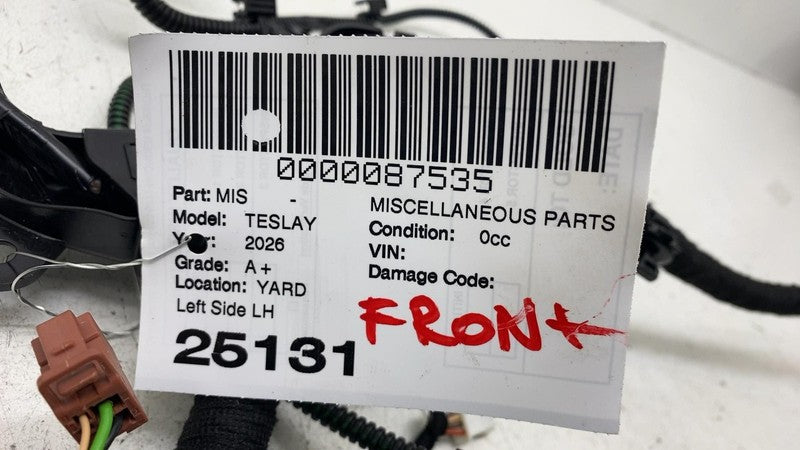 0000087535
Part: MIS - MISCELLANEOUS PARTS
Model: TESLAY Condition: 0cc
2026 VIN:
Grade: A+ Damage Code:
Location: YARD
Left Side LH
25131
FRONt